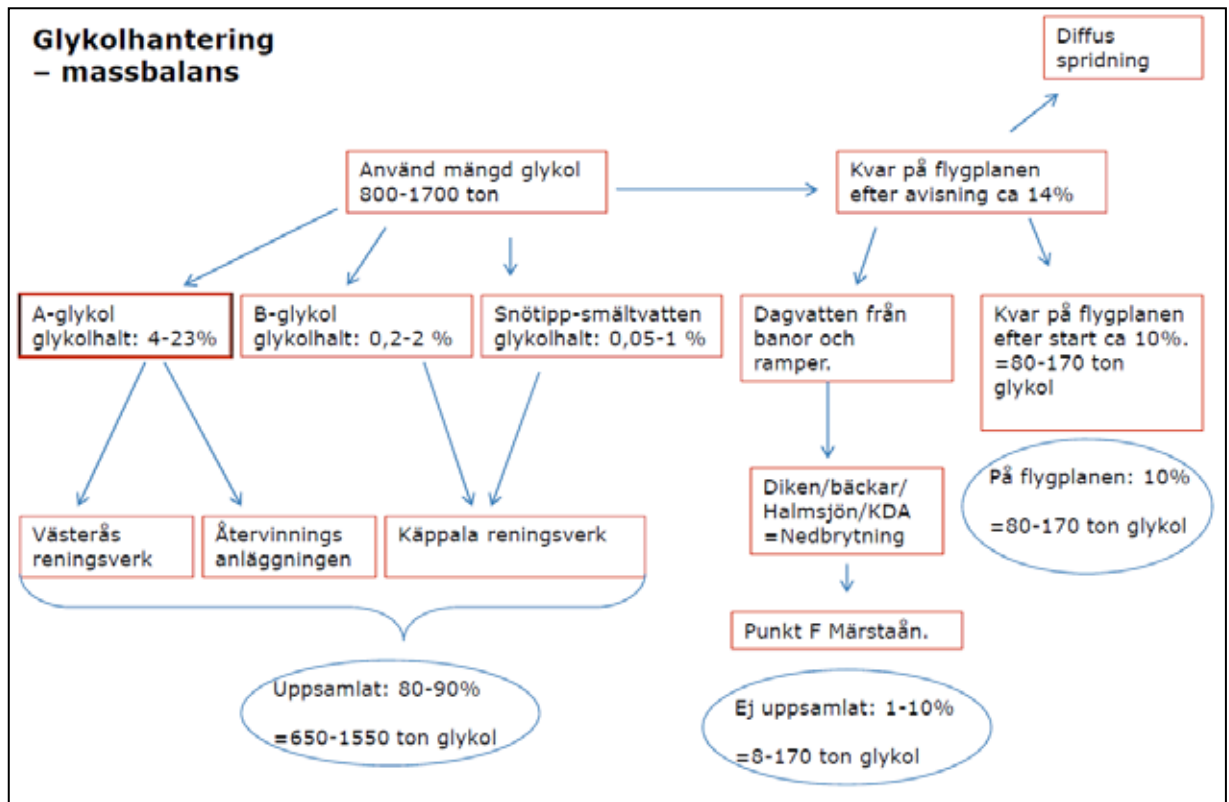 Glykolhantering
– massbalans
Diffus
spridning
Använd mängd glykol
800-1700 ton
Kvar på flygplanen
efter avisning ca 14%
A-glykol
glykolhalt: 4-23%
B-glykol
glykolhalt: 0,2-2 %
Snötipp-smältvatten
glykolhalt: 0,05-1 %
Dagvatten från
banor och
ramper.
Kvar på flygplanen
efter start ca 10%.
=80-170 ton
glykol
Västerås
reningsverk
Återvinnings
anläggningen
Käppala reningsverk
Diken/bäckar/
Halmsjön/KDA
=Nedbrytning
På flygplanen: 10%
=80-170 ton glykol
Punkt F Märstaån.
Uppsamlat: 80-90%
=650-1550 ton glykol
Ej uppsamlat: 1-10%
=8-170 ton glykol